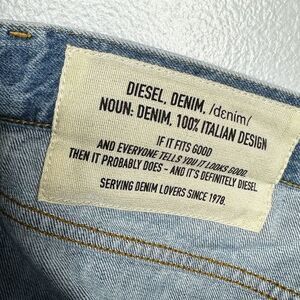 DIESEL, DENIM, /dɛnim/
NOUN: DENIM, 100% ITALIAN DESIGN
IF IT FITS GOOD
AND EVERYONE TELLS YOU IT LOOKS GOOD,
THEN IT PROBABLY DOES - AND IT'S DEFINITELY DIESEL.
SERVING DENIM LOVERS SINCE 1978.